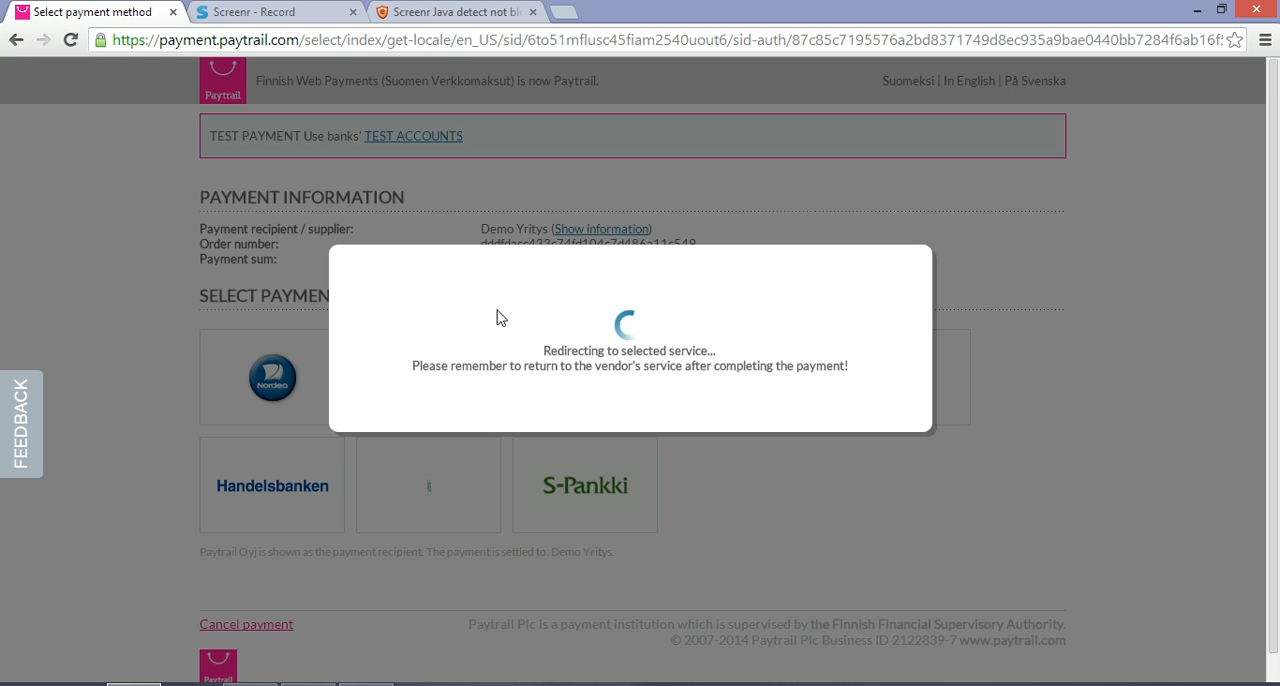 Select payment method
Screenr - Record
Screenr Java detect not bl
https://payment.paytrail.com/select/index/get-locale/en_US/sid/6to51mflusc45fiam2540uout6/sid-auth/87c85c7195576a2bd8371749d8ec935a9bae0440bb7284f6ab16f
Paytrail
Finnish Web Payments (Suomen Verkkomaksut) is now Paytrail.
Suomeksi | In English | På Svenska
TEST PAYMENT Use banks' TEST ACCOUNTS
PAYMENT INFORMATION
Payment recipient / supplier: Demo Yritys (Show information)
Order number:
Payment sum:
SELECT PAYMEN
Redirecting to selected service...
Please remember to return to the vendor's service after completing the payment!
Nordea
FEEDBACK
Handelsbanken
S-Pankki
Paytrail Oyj is shown as the payment recipient. The payment is settled to: Demo Yritys.
Cancel payment
Paytrail Plc is a payment institution which is supervised by the Finnish Financial Supervisory Authority.
© 2007-2014 Paytrail Plc Business ID 2122839-7 www.paytrail.com
Paytrail